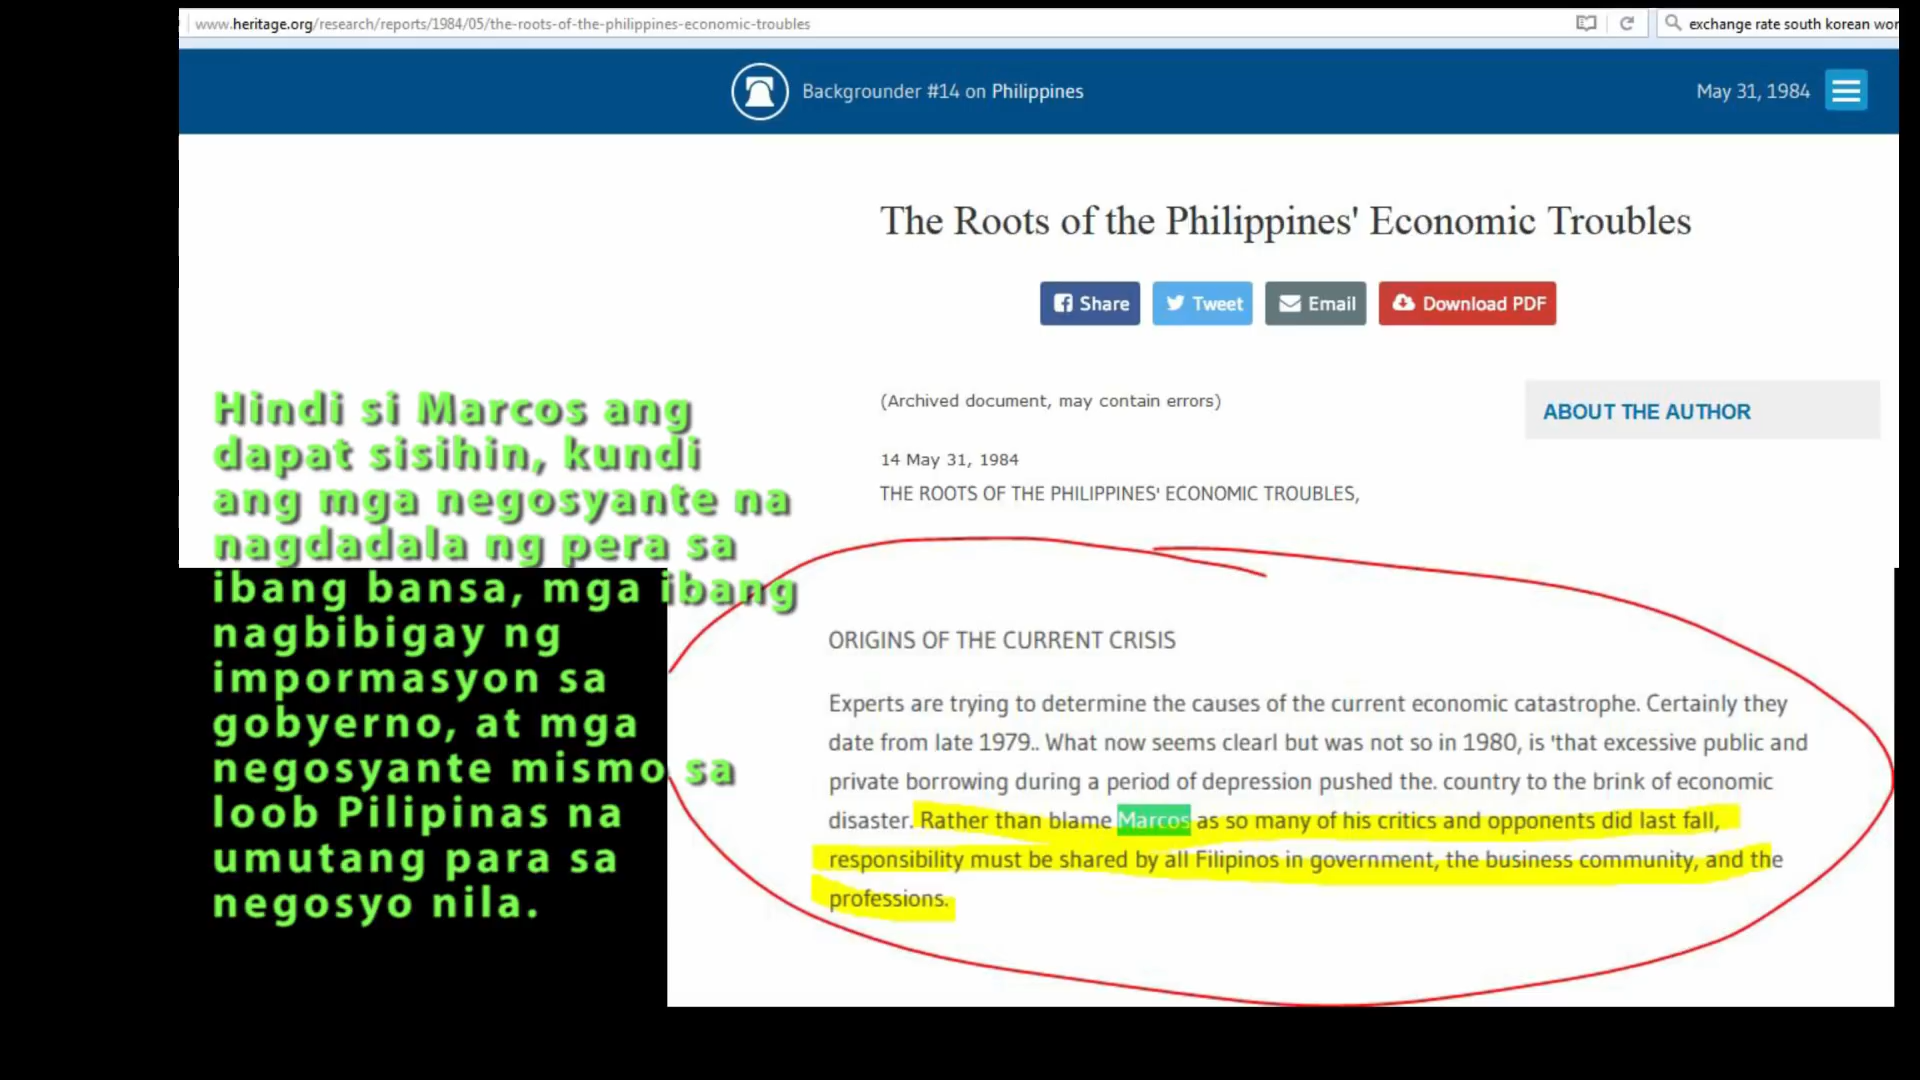 www.heritage.org/research/reports/1984/05/the-roots-of-the-philippines-economic-troubles
exchange rate south korean wor
Backgrounder #14 on Philippines
May 31, 1984
The Roots of the Philippines' Economic Troubles
Share
Tweet
Email
Download PDF
(Archived document, may contain errors)
ABOUT THE AUTHOR
14 May 31, 1984
THE ROOTS OF THE PHILIPPINES' ECONOMIC TROUBLES,
Hindi si Marcos ang
dapat sisihin, kundi
ang mga negosyante na
nagdadala ng pera sa
ibang bansa, mga ibang
nagbibigay ng
impormasyon sa
gobyerno, at mga
negosyante mismo sa
loob Pilipinas na
umutang para sa
negosyo nila.
ORIGINS OF THE CURRENT CRISIS
Experts are trying to determine the causes of the current economic catastrophe. Certainly they
date from late 1979.. What now seems clearl but was not so in 1980, is 'that excessive public and
private borrowing during a period of depression pushed the. country to the brink of economic
disaster. Rather than blame Marcos as so many of his critics and opponents did last fall,
responsibility must be shared by all Filipinos in government, the business community, and the
professions.